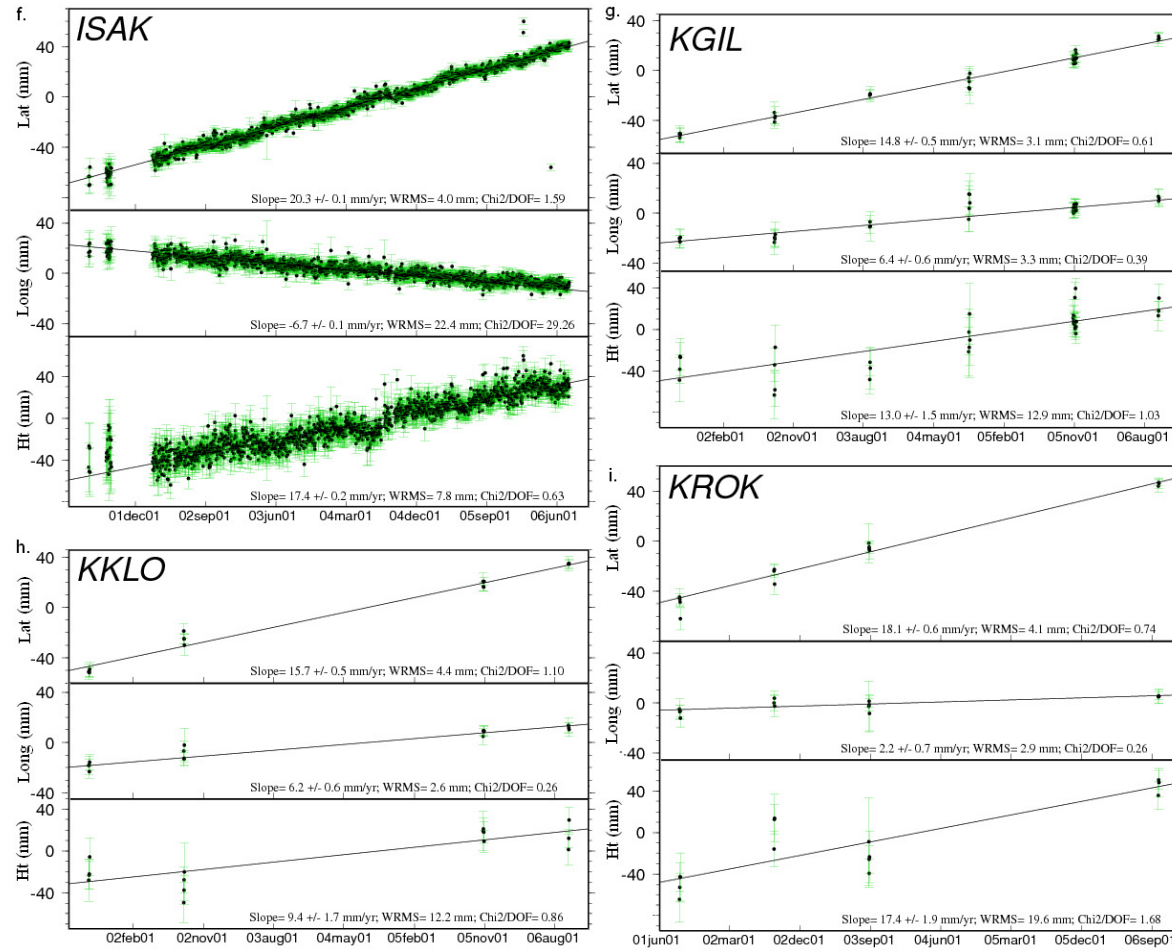 f.
ISAK
40
0
-40
Lat (mm)
Slope= 20.3 +/- 0.1 mm/yr; WRMS= 4.0 mm; Chi2/DOF= 1.59
40
0
-40
Long (mm)
Slope= -6.7 +/- 0.1 mm/yr; WRMS= 22.4 mm; Chi2/DOF= 29.26
40
0
-40
Ht (mm)
Slope= 17.4 +/- 0.2 mm/yr; WRMS= 7.8 mm; Chi2/DOF= 0.63
01dec01 02sep01 03jun01 04mar01 04dec01 05sep01 06jun01
g.
KGIL
40
0
-40
Lat (mm)
Slope= 14.8 +/- 0.5 mm/yr; WRMS= 3.1 mm; Chi2/DOF= 0.61
40
0
-40
Long (mm)
Slope= 6.4 +/- 0.6 mm/yr; WRMS= 3.3 mm; Chi2/DOF= 0.39
40
0
-40
Ht (mm)
Slope= 13.0 +/- 1.5 mm/yr; WRMS= 12.9 mm; Chi2/DOF= 1.03
02feb01 02nov01 03aug01 04may01 05feb01 05nov01 06aug01
h.
KKLO
40
0
-40
Lat (mm)
Slope= 15.7 +/- 0.5 mm/yr; WRMS= 4.4 mm; Chi2/DOF= 1.10
40
0
-40
Long (mm)
Slope= 6.2 +/- 0.6 mm/yr; WRMS= 2.6 mm; Chi2/DOF= 0.26
40
0
-40
Ht (mm)
Slope= 9.4 +/- 1.7 mm/yr; WRMS= 12.2 mm; Chi2/DOF= 0.86
02feb01 02nov01 03aug01 04may01 05feb01 05nov01 06aug01
i.
KROK
40
0
-40
Lat (mm)
Slope= 18.1 +/- 0.6 mm/yr; WRMS= 4.1 mm; Chi2/DOF= 0.74
40
0
-40
Long (mm)
Slope= 2.2 +/- 0.7 mm/yr; WRMS= 2.9 mm; Chi2/DOF= 0.26
40
0
-40
Ht (mm)
Slope= 17.4 +/- 1.9 mm/yr; WRMS= 19.6 mm; Chi2/DOF= 1.68
01jun01 02mar01 02dec01 03sep01 04jun01 05mar01 05dec01 06sep01